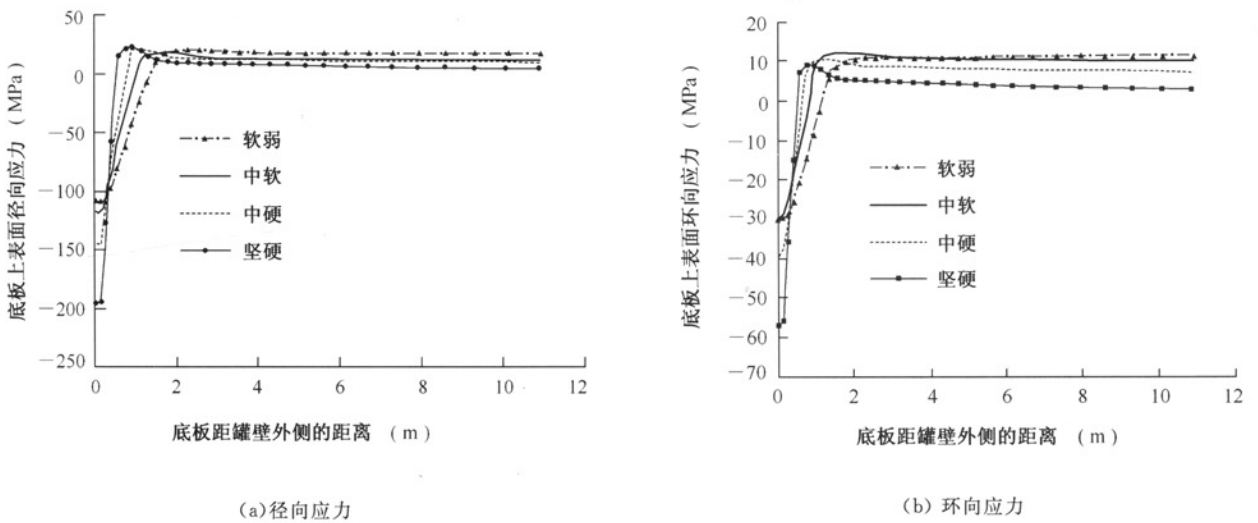 50
0
-50
-100
-150
-200
-250
底板上表面径向应力 (MPa)
软弱
中软
中硬
坚硬
0 2 4 6 8 10 12
底板距罐壁外侧的距离 (m)
(a)径向应力
20
10
0
-10
-20
-30
-40
-50
-60
-70
底板上表面环向应力 (MPa)
软弱
中软
中硬
坚硬
0 2 4 6 8 10 12
底板距罐壁外侧的距离 (m)
(b) 环向应力